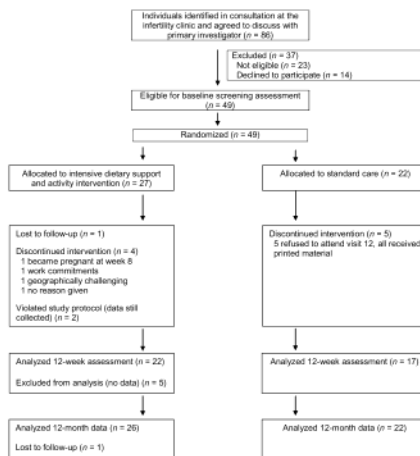 Individuals identified in consultation at the
infertility clinic and agreed to discuss with
primary investigator (n = 86)
Excluded (n = 37)
Not eligible (n = 23)
Declined to participate (n = 14)
Eligible for baseline screening assessment
(n = 49)
Randomized (n = 49)
Allocated to intensive dietary support
and activity intervention (n = 27)
Allocated to standard care (n = 22)
Lost to follow-up (n = 1)
Discontinued intervention (n = 4)
1 became pregnant at week 8
1 work commitments
1 geographically challenging
1 no reason given
Violated study protocol (data still
collected) (n = 2)
Discontinued intervention (n = 5)
5 refused to attend visit 12, all received
printed material
Analyzed 12-week assessment (n = 22)
Excluded from analysis (no data) (n = 5)
Analyzed 12-week assessment (n = 17)
Analyzed 12-month data (n = 26)
Lost to follow-up (n = 1)
Analyzed 12-month data (n = 22)